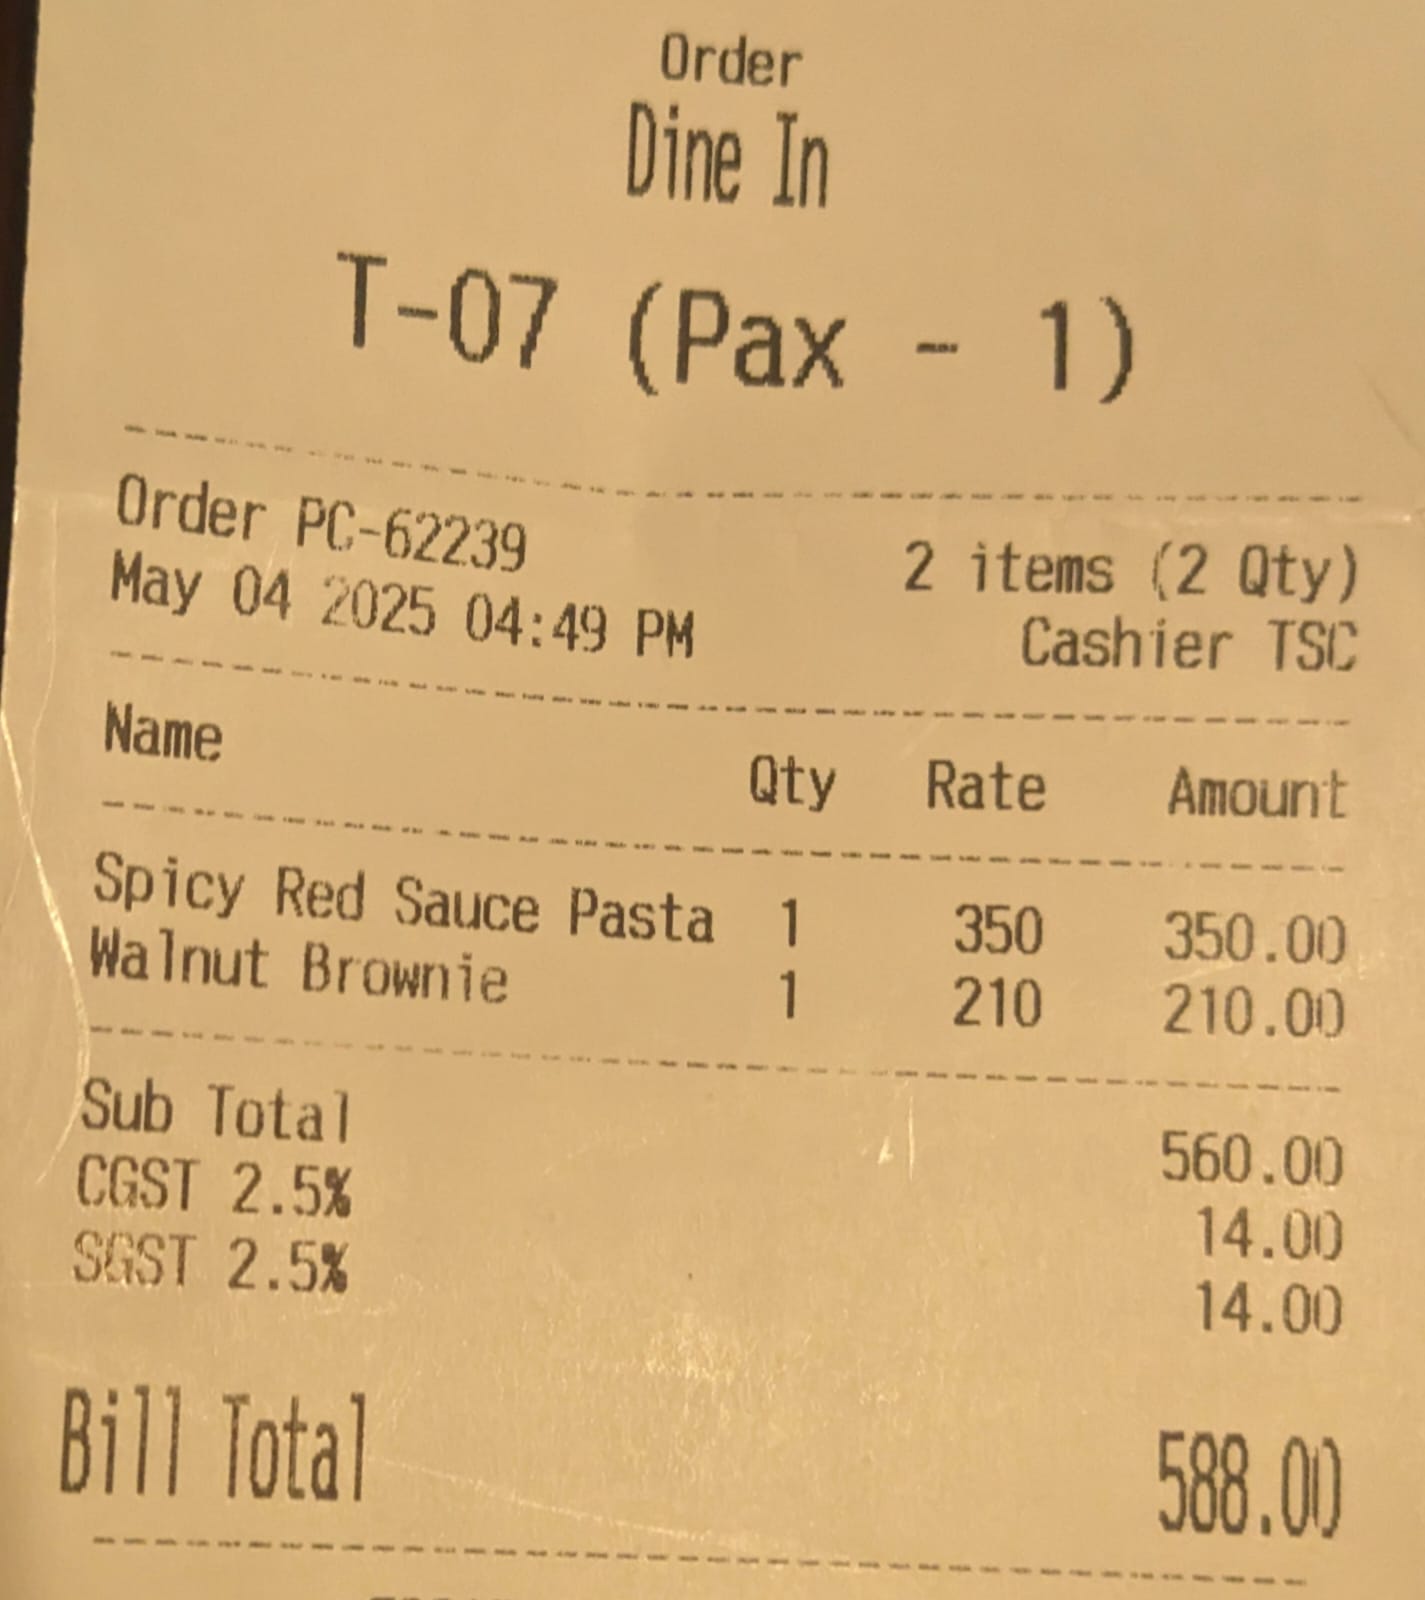 Order
Dine In
T-07 (Pax - 1)
Order PC-62239 2 items (2 Qty)
May 04 2025 04:49 PM Cashier TSC
Name Qty Rate Amount
Spicy Red Sauce Pasta 1 350 350.00
Walnut Brownie 1 210 210.00
Sub Total 560.00
CGST 2.5% 14.00
SGST 2.5% 14.00
Bill Total 588.00